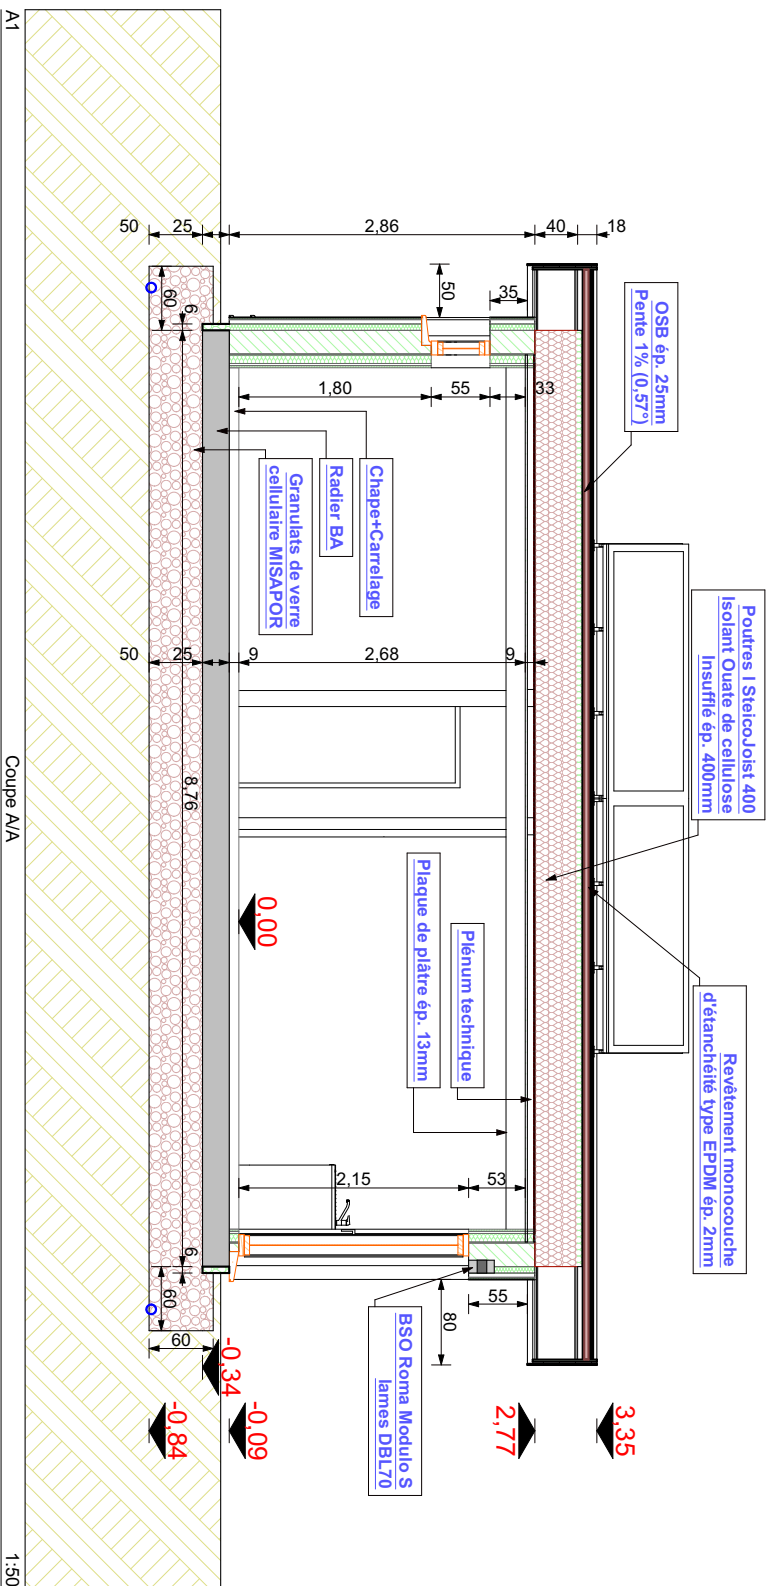 Poutres I SteicoJoist 400
Isolant Ouate de cellulose
Insufflé ép. 400mm
Revêtement monocouche
d'étanchéité type EPDM ép. 2mm
OSB ép. 25mm
Pente 1% (0,57°)
18
40
2,86
25
50
50
35
33
55
1,80
60
6
Chape+Carrelage
Radier BA
Granulats de verre
cellulaire MISAPOR
9
2,68
9
25
50
8,76
0,00
Plénum technique
Plaque de plâtre ép. 13mm
53
2,15
6
60
60
55
80
BSO Roma Modulo S
lames DBL70
3,35
2,77
-0,09
-0,34
-0,84
A1
Coupe A/A
1:50